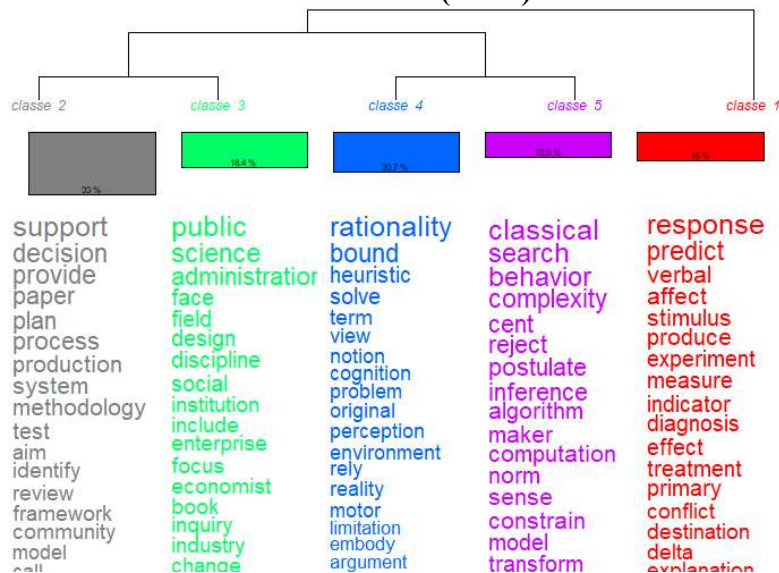 classe 2 classe 3 classe 4 classe 5 classe 1
33 % 18.4 % 20.7 %
support
decision
provide
paper
plan
process
production
system
methodology
test
aim
identify
review
framework
community
model
call
public
science
administration
face
field
design
discipline
social
institution
include
enterprise
focus
economist
book
inquiry
industry
change
rationality
bound
heuristic
solve
term
view
notion
cognition
problem
original
perception
environment
rely
reality
motor
limitation
embody
argument
classical
search
behavior
complexity
cent
reject
postulate
inference
algorithm
maker
computation
norm
sense
constrain
model
transform
response
predict
verbal
affect
stimulus
produce
experiment
measure
indicator
diagnosis
effect
treatment
primary
conflict
destination
delta
explanation